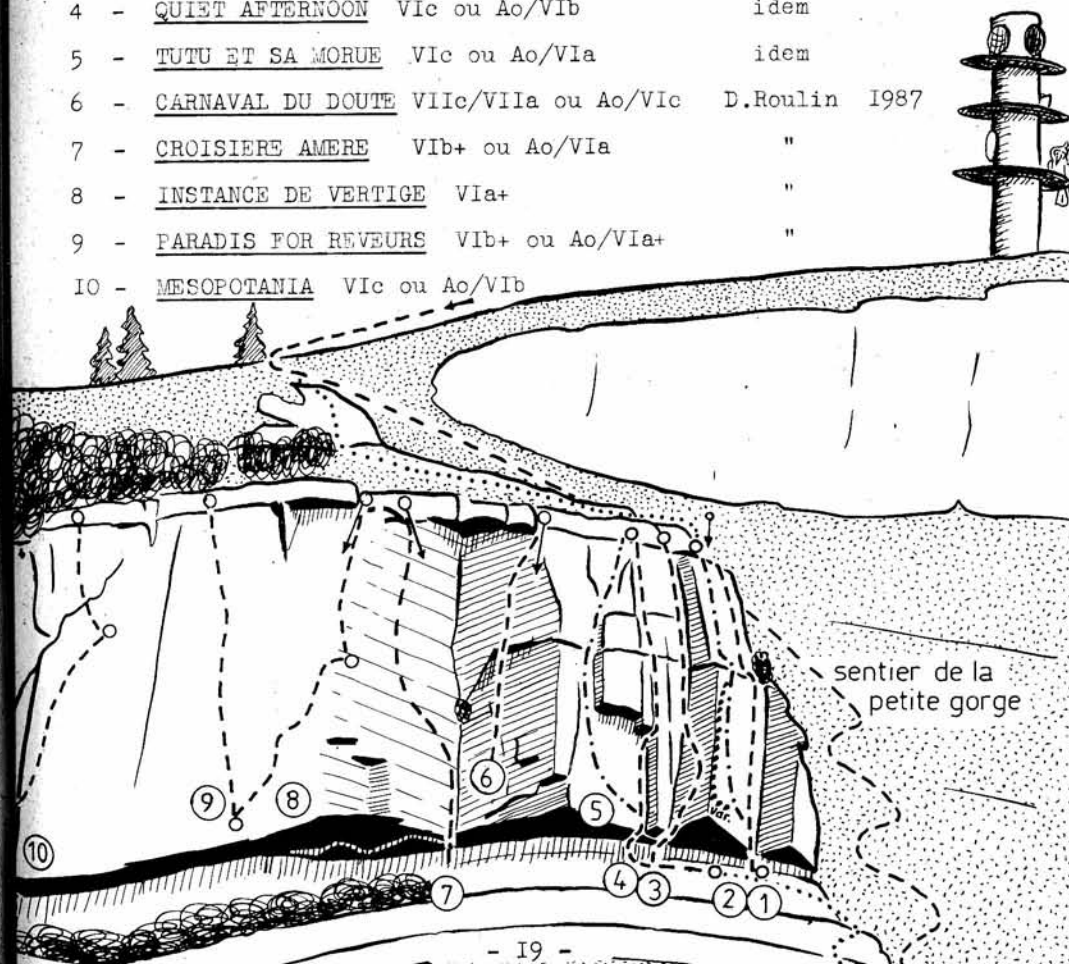 4 - QUIET AFTERNOON VIc ou Ao/VIb idem
5 - TUTU ET SA MORUE VIc ou Ao/VIa idem
6 - CARNAVAL DU DOUTE VIIc/VIIa ou Ao/VIc D.Roulin I987
7 - CROISIERE AMERE VIb+ ou Ao/VIa "
8 - INSTANCE DE VERTIGE VIa+ "
9 - PARADIS FOR REVEURS VIb+ ou Ao/VIa+ "
IO - MESOPOTANIA VIc ou Ao/VIb
sentier de la
petite gorge
6
9
8
5
var.
10
7
4
3
2
1
- I9 -